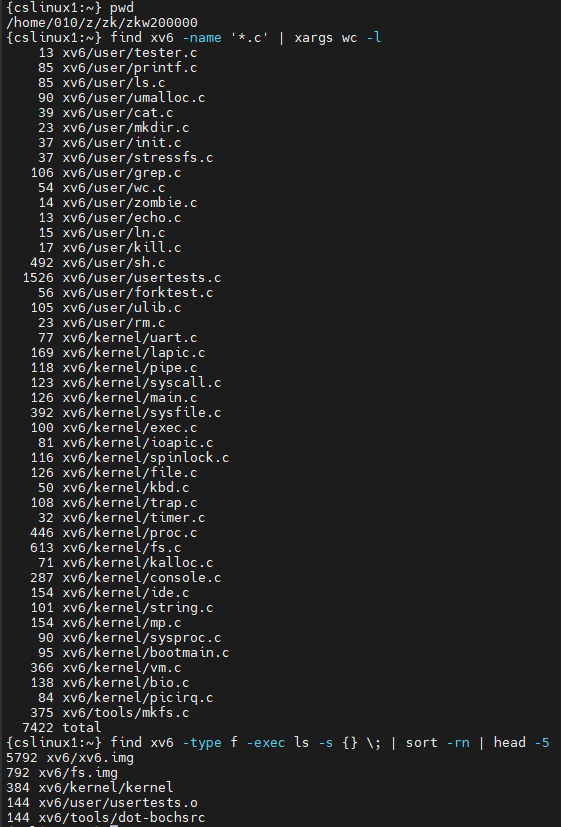 {cslinux1:~} pwd
/home/010/z/zk/zkw200000
{cslinux1:~} find xv6 -name '*.c' | xargs wc -l
13 xv6/user/tester.c
85 xv6/user/printf.c
85 xv6/user/ls.c
90 xv6/user/umalloc.c
39 xv6/user/cat.c
23 xv6/user/mkdir.c
37 xv6/user/init.c
37 xv6/user/stressfs.c
106 xv6/user/grep.c
54 xv6/user/wc.c
14 xv6/user/zombie.c
13 xv6/user/echo.c
15 xv6/user/ln.c
17 xv6/user/kill.c
492 xv6/user/sh.c
1526 xv6/user/usertests.c
56 xv6/user/forktest.c
105 xv6/user/ulib.c
23 xv6/user/rm.c
77 xv6/kernel/uart.c
169 xv6/kernel/lapic.c
118 xv6/kernel/pipe.c
123 xv6/kernel/syscall.c
126 xv6/kernel/main.c
392 xv6/kernel/sysfile.c
100 xv6/kernel/exec.c
81 xv6/kernel/ioapic.c
116 xv6/kernel/spinlock.c
126 xv6/kernel/file.c
50 xv6/kernel/kbd.c
108 xv6/kernel/trap.c
32 xv6/kernel/timer.c
446 xv6/kernel/proc.c
613 xv6/kernel/fs.c
71 xv6/kernel/kalloc.c
287 xv6/kernel/console.c
154 xv6/kernel/ide.c
101 xv6/kernel/string.c
154 xv6/kernel/mp.c
90 xv6/kernel/sysproc.c
95 xv6/kernel/bootmain.c
366 xv6/kernel/vm.c
138 xv6/kernel/bio.c
84 xv6/kernel/picirq.c
375 xv6/tools/mkfs.c
7422 total
{cslinux1:~} find xv6 -type f -exec ls -s {} \; | sort -rn | head -5
5792 xv6/xv6.img
792 xv6/fs.img
384 xv6/kernel/kernel
144 xv6/user/usertests.o
144 xv6/tools/dot-bochsrc